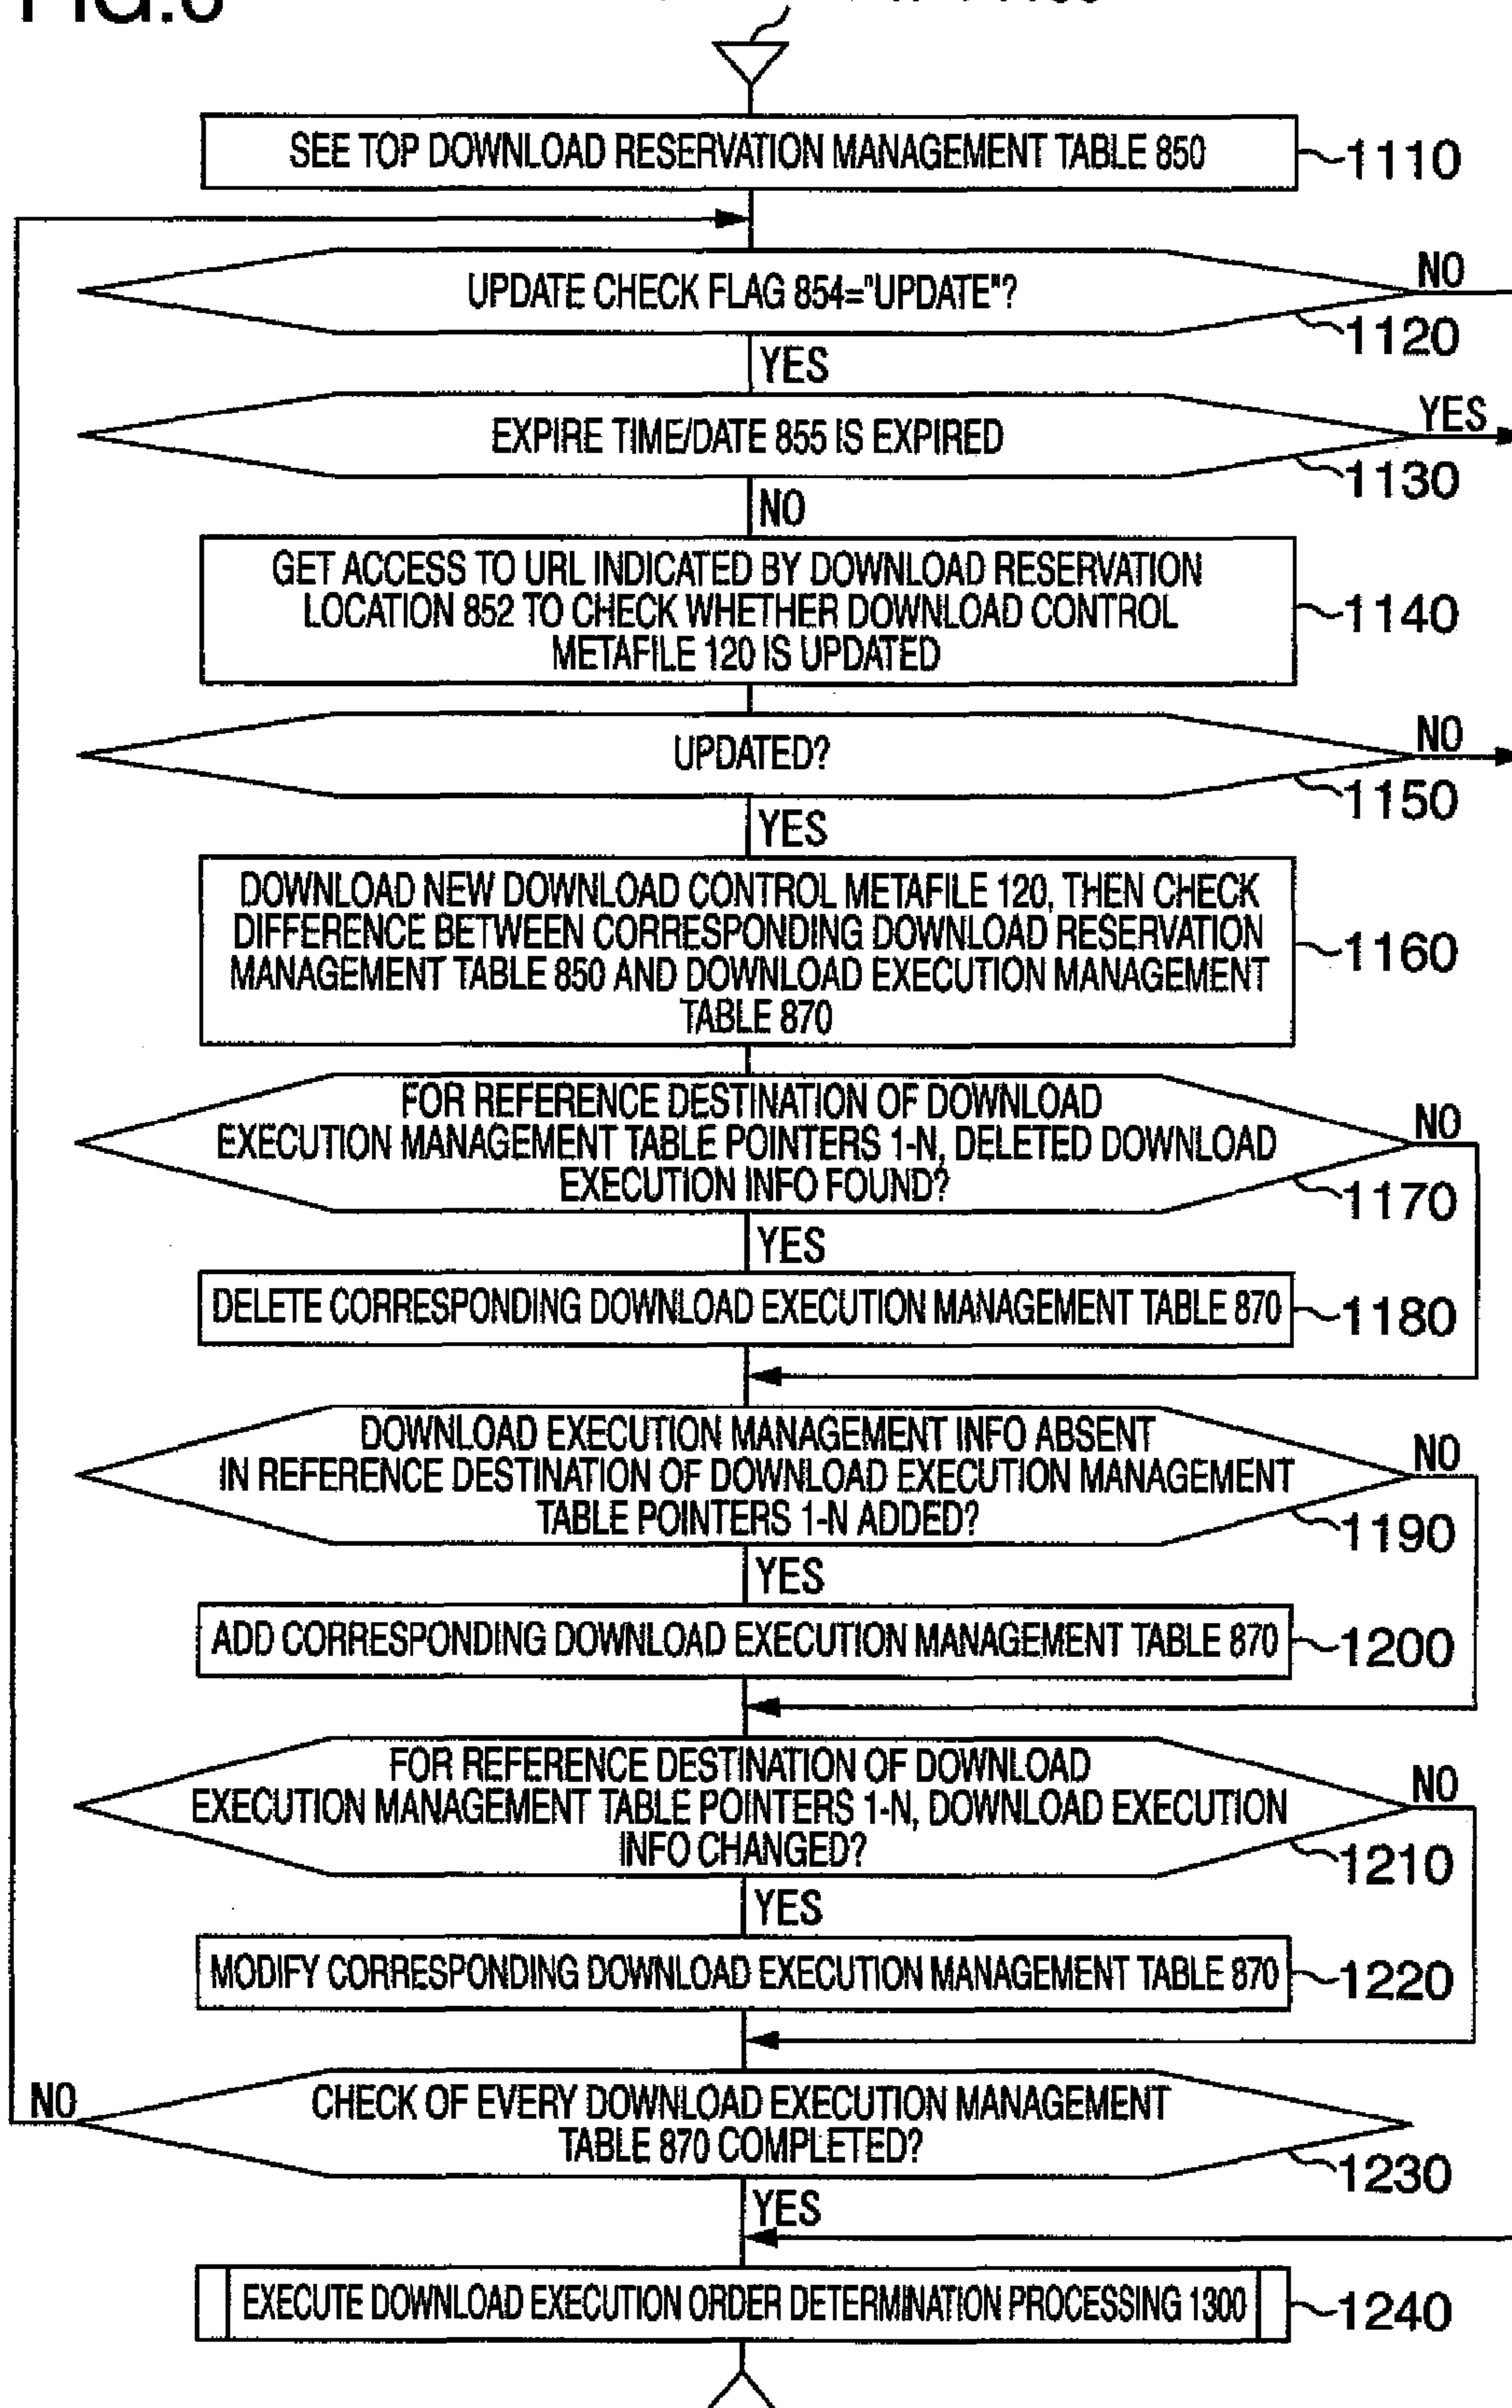 SEE TOP DOWNLOAD RESERVATION MANAGEMENT TABLE 850
1110
UPDATE CHECK FLAG 854="UPDATE"?
NO
1120
YES
EXPIRE TIME/DATE 855 IS EXPIRED
YES
1130
NO
GET ACCESS TO URL INDICATED BY DOWNLOAD RESERVATION
LOCATION 852 TO CHECK WHETHER DOWNLOAD CONTROL
METAFILE 120 IS UPDATED
1140
UPDATED?
NO
1150
YES
DOWNLOAD NEW DOWNLOAD CONTROL METAFILE 120, THEN CHECK
DIFFERENCE BETWEEN CORRESPONDING DOWNLOAD RESERVATION
MANAGEMENT TABLE 850 AND DOWNLOAD EXECUTION MANAGEMENT
TABLE 870
1160
FOR REFERENCE DESTINATION OF DOWNLOAD
EXECUTION MANAGEMENT TABLE POINTERS 1-N, DELETED DOWNLOAD
EXECUTION INFO FOUND?
NO
1170
YES
DELETE CORRESPONDING DOWNLOAD EXECUTION MANAGEMENT TABLE 870
1180
DOWNLOAD EXECUTION MANAGEMENT INFO ABSENT
IN REFERENCE DESTINATION OF DOWNLOAD EXECUTION MANAGEMENT
TABLE POINTERS 1-N ADDED?
NO
1190
YES
ADD CORRESPONDING DOWNLOAD EXECUTION MANAGEMENT TABLE 870
1200
FOR REFERENCE DESTINATION OF DOWNLOAD
EXECUTION MANAGEMENT TABLE POINTERS 1-N, DOWNLOAD EXECUTION
INFO CHANGED?
NO
1210
YES
MODIFY CORRESPONDING DOWNLOAD EXECUTION MANAGEMENT TABLE 870
1220
NO
CHECK OF EVERY DOWNLOAD EXECUTION MANAGEMENT
TABLE 870 COMPLETED?
1230
YES
EXECUTE DOWNLOAD EXECUTION ORDER DETERMINATION PROCESSING 1300
1240